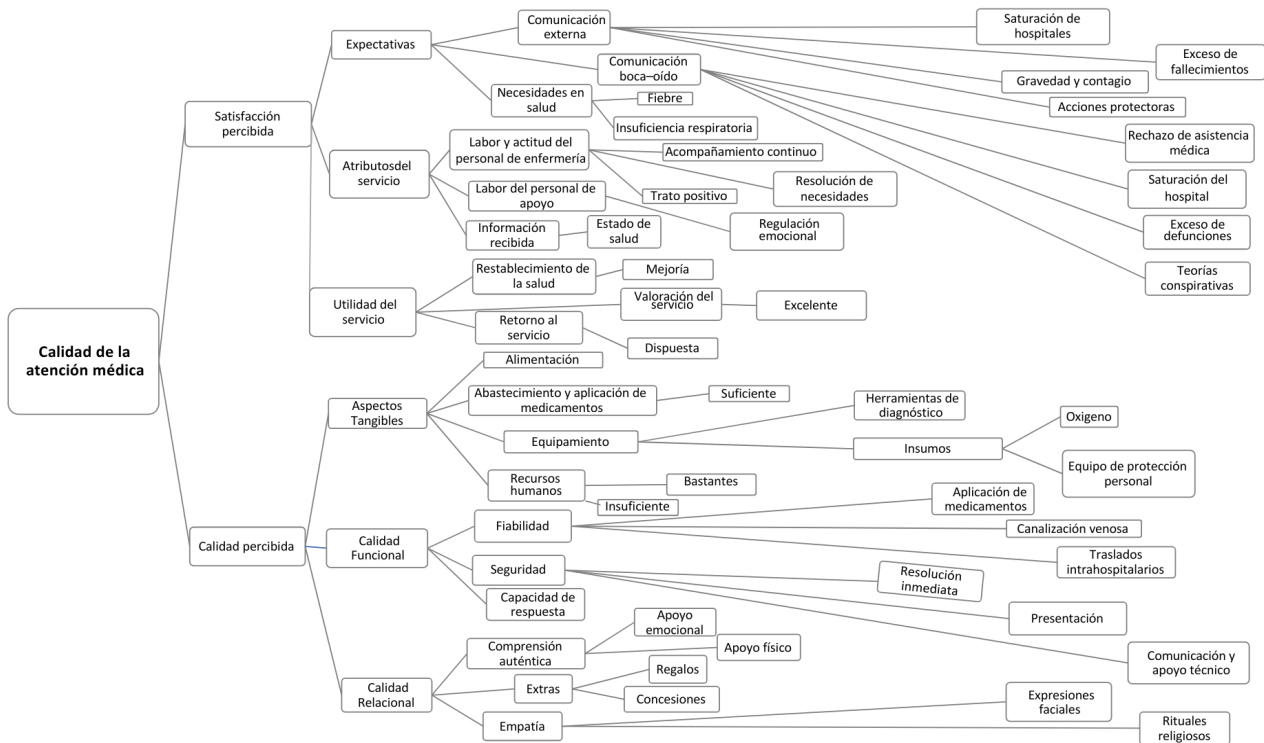 Calidad de la
atención médica
Satisfacción
percibida
Expectativas
Comunicación
externa
Saturación de
hospitales
Exceso de
fallecimientos
Gravedad y contagio
Acciones protectoras
Comunicación
boca–oído
Rechazo de asistencia
médica
Saturación del
hospital
Exceso de
defunciones
Teorías
conspirativas
Necesidades en
salud
Fiebre
Insuficiencia respiratoria
Atributosdel
servicio
Labor y actitud del
personal de enfermería
Acompañamiento continuo
Resolución de
necesidades
Trato positivo
Labor del personal de
apoyo
Regulación
emocional
Información
recibida
Estado de
salud
Utilidad del
servicio
Restablecimiento de
la salud
Mejoría
Valoración del
servicio
Excelente
Retorno al
servicio
Dispuesta
Calidad percibida
Aspectos
Tangibles
Alimentación
Abastecimiento y aplicación de
medicamentos
Suficiente
Equipamiento
Herramientas de
diagnóstico
Insumos
Oxigeno
Equipo de protección
personal
Recursos
humanos
Bastantes
Insuficiente
Calidad
Funcional
Fiabilidad
Aplicación de
medicamentos
Canalización venosa
Traslados
intrahospitalarios
Seguridad
Resolución
inmediata
Presentación
Comunicación y
apoyo técnico
Capacidad de
respuesta
Calidad
Relacional
Comprensión
auténtica
Apoyo
emocional
Apoyo físico
Extras
Regalos
Concesiones
Empatía
Expresiones
faciales
Rituales
religiosos